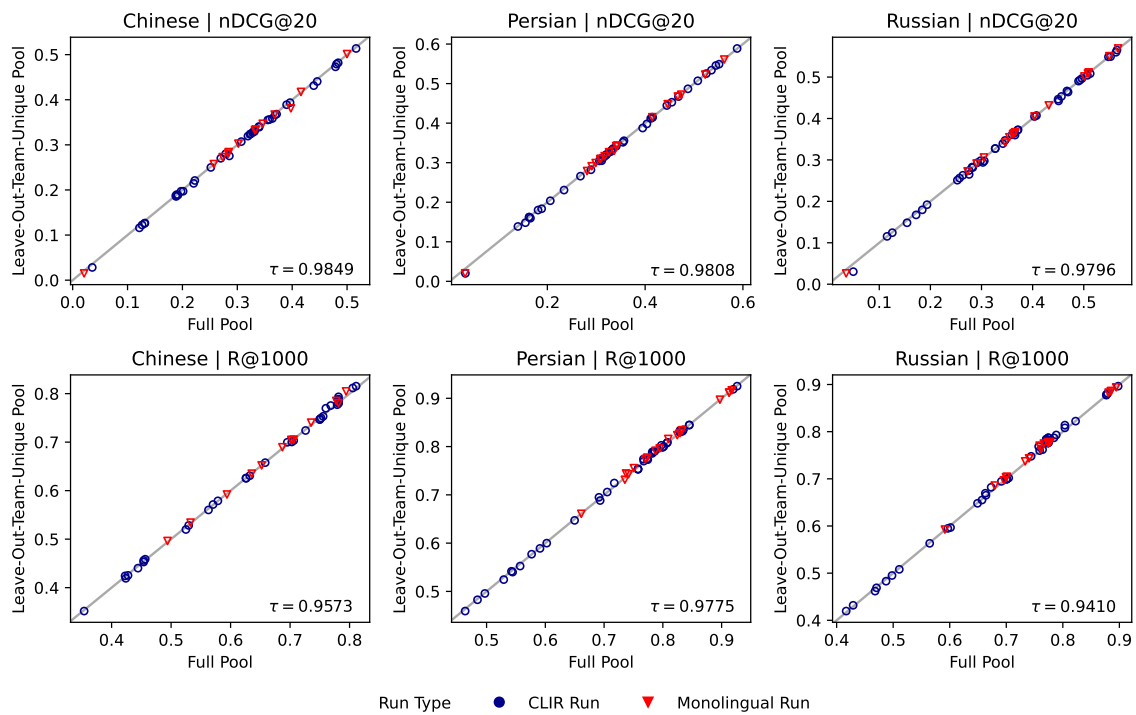 Chinese | nDCG@20
Persian | nDCG@20
Russian | nDCG@20
Leave-Out-Team-Unique Pool
0.5
0.4
0.3
0.2
0.1
0.0
τ = 0.9849
0.0 0.1 0.2 0.3 0.4 0.5
Full Pool
Leave-Out-Team-Unique Pool
0.6
0.5
0.4
0.3
0.2
0.1
0.0
τ = 0.9808
0.2 0.4 0.6
Full Pool
Leave-Out-Team-Unique Pool
0.5
0.4
0.3
0.2
0.1
0.0
τ = 0.9796
0.1 0.2 0.3 0.4 0.5
Full Pool
Chinese | R@1000
Persian | R@1000
Russian | R@1000
Leave-Out-Team-Unique Pool
0.8
0.7
0.6
0.5
0.4
τ = 0.9573
0.4 0.5 0.6 0.7 0.8
Full Pool
Leave-Out-Team-Unique Pool
0.9
0.8
0.7
0.6
0.5
τ = 0.9775
0.5 0.6 0.7 0.8 0.9
Full Pool
Leave-Out-Team-Unique Pool
0.9
0.8
0.7
0.6
0.5
0.4
τ = 0.9410
0.4 0.5 0.6 0.7 0.8 0.9
Full Pool
Run Type CLIR Run Monolingual Run